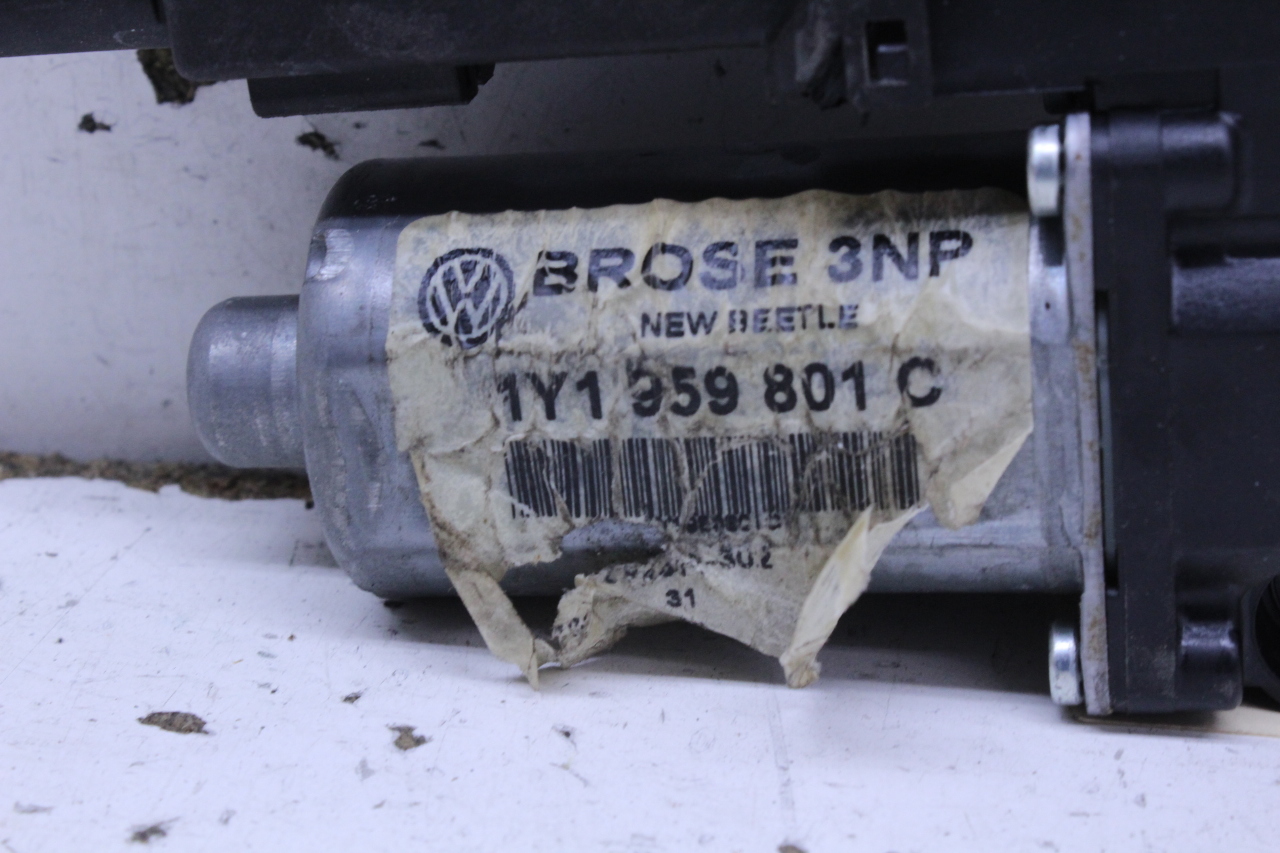 BROSE 3NP
NEW BEETLE
1Y1 959 801 C
31